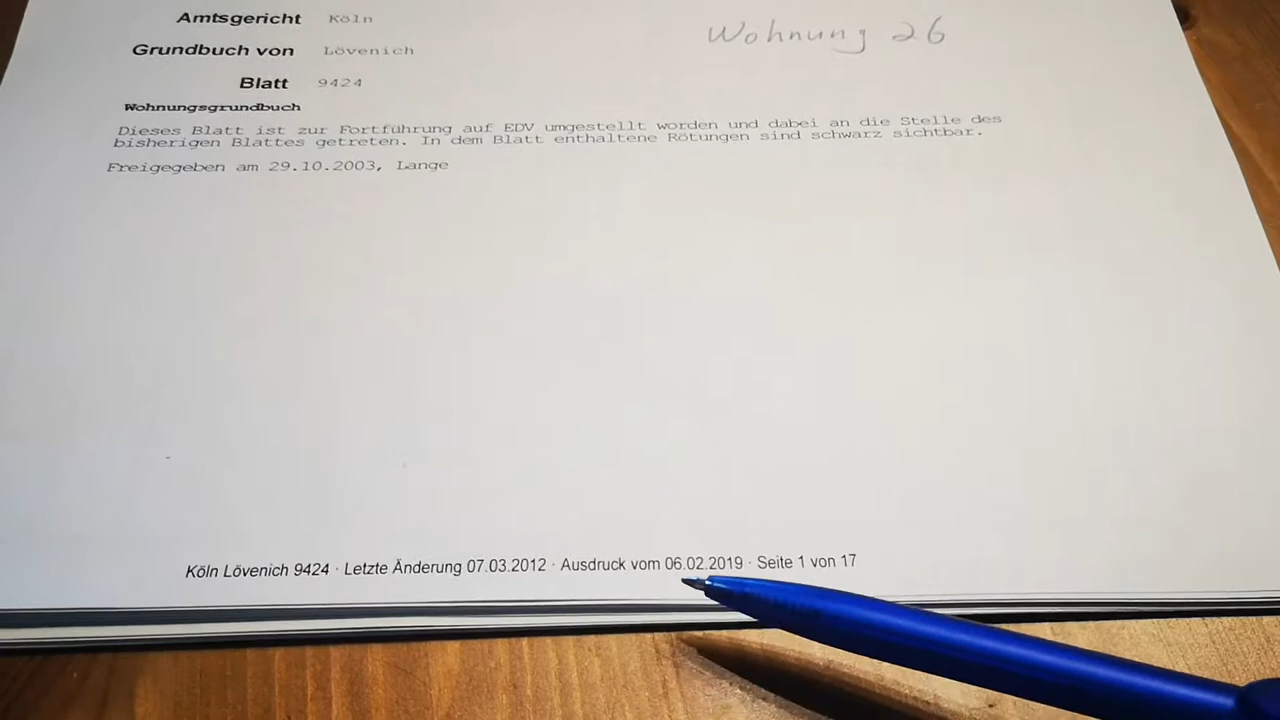 Amtsgericht Köln
Wohnung 26
Grundbuch von Lövenich
Blatt 9424
Wohnungsgrundbuch
Dieses Blatt ist zur Fortführung auf EDV umgestellt worden und dabei an die Stelle des
bisherigen Blattes getreten. In dem Blatt enthaltene Rötungen sind schwarz sichtbar.
Freigegeben am 29.10.2003, Lange
Köln Lövenich 9424 · Letzte Änderung 07.03.2012 · Ausdruck vom 06.02.2019 · Seite 1 von 17